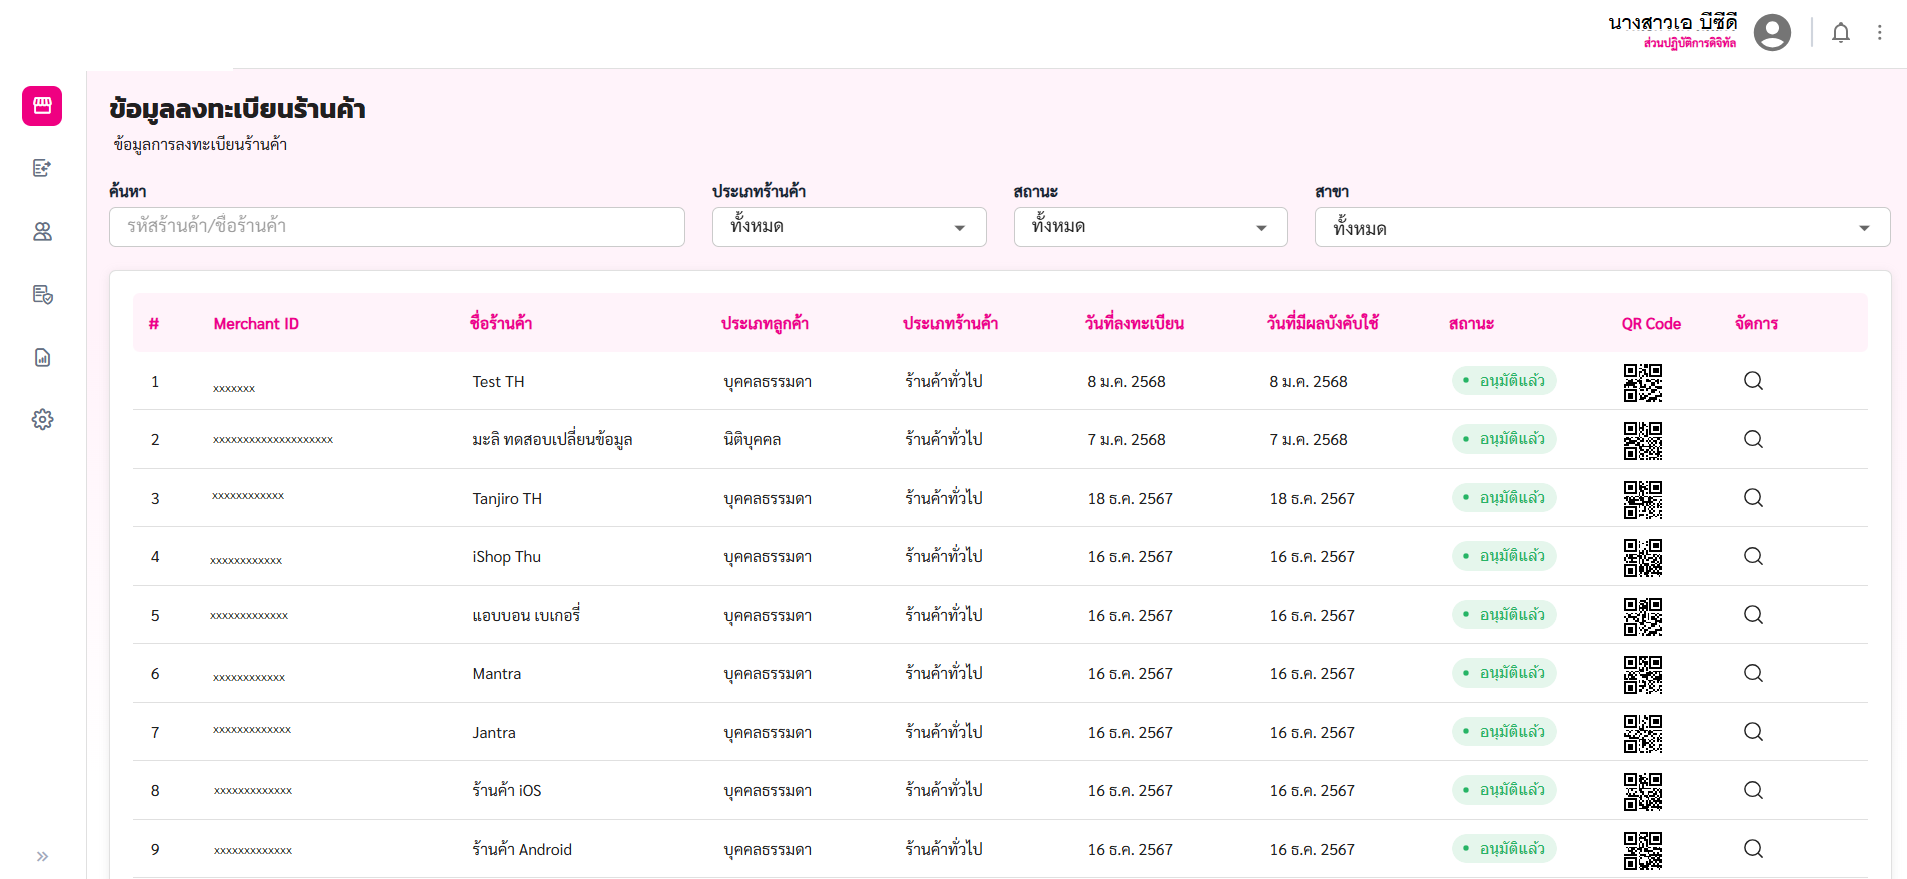 นางสาวเอ บีซีดี
ส่วนปฏิบัติการดิจิทัล
ข้อมูลลงทะเบียนร้านค้า
ข้อมูลการลงทะเบียนร้านค้า
ค้นหา ประเภทร้านค้า สถานะ สาขา
รหัสร้านค้า/ชื่อร้านค้า ทั้งหมด ทั้งหมด ทั้งหมด
# Merchant ID ชื่อร้านค้า ประเภทลูกค้า ประเภทร้านค้า วันที่ลงทะเบียน วันที่มีผลบังคับใช้ สถานะ QR Code จัดการ
1 xxxxxxx Test TH บุคคลธรรมดา ร้านค้าทั่วไป 8 ม.ค. 2568 8 ม.ค. 2568 อนุมัติแล้ว
2 xxxxxxxxxxxxxxxxxxxx มะลิ ทดสอบเปลี่ยนข้อมูล นิติบุคคล ร้านค้าทั่วไป 7 ม.ค. 2568 7 ม.ค. 2568 อนุมัติแล้ว
3 xxxxxxxxxxxx Tanjiro TH บุคคลธรรมดา ร้านค้าทั่วไป 18 ธ.ค. 2567 18 ธ.ค. 2567 อนุมัติแล้ว
4 xxxxxxxxxxxx iShop Thu บุคคลธรรมดา ร้านค้าทั่วไป 16 ธ.ค. 2567 16 ธ.ค. 2567 อนุมัติแล้ว
5 xxxxxxxxxxxxx แอบบอน เบเกอรี่ บุคคลธรรมดา ร้านค้าทั่วไป 16 ธ.ค. 2567 16 ธ.ค. 2567 อนุมัติแล้ว
6 xxxxxxxxxxxx Mantra บุคคลธรรมดา ร้านค้าทั่วไป 16 ธ.ค. 2567 16 ธ.ค. 2567 อนุมัติแล้ว
7 xxxxxxxxxxxxx Jantra บุคคลธรรมดา ร้านค้าทั่วไป 16 ธ.ค. 2567 16 ธ.ค. 2567 อนุมัติแล้ว
8 xxxxxxxxxxxxx ร้านค้า iOS บุคคลธรรมดา ร้านค้าทั่วไป 16 ธ.ค. 2567 16 ธ.ค. 2567 อนุมัติแล้ว
9 xxxxxxxxxxxxx ร้านค้า Android บุคคลธรรมดา ร้านค้าทั่วไป 16 ธ.ค. 2567 16 ธ.ค. 2567 อนุมัติแล้ว